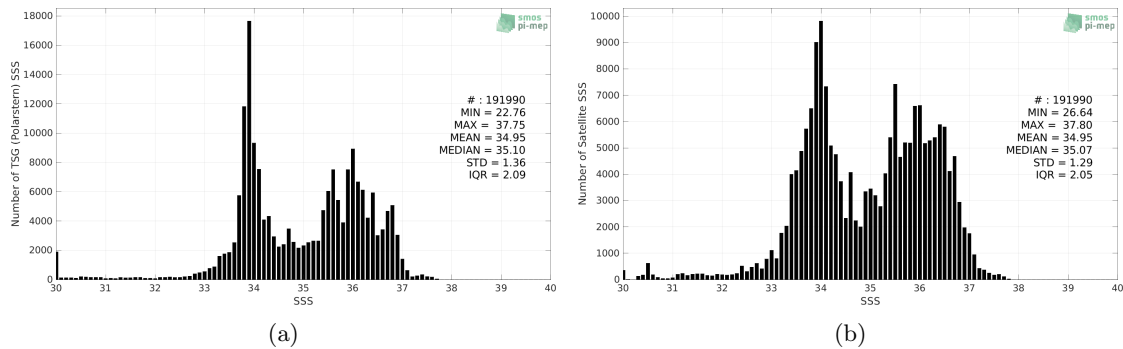 18000
16000
14000
12000
10000
8000
6000
4000
2000
0
Number of TSG (Polarstern) SSS
30 31 32 33 34 35 36 37 38 39 40
SSS
smos
pi-mep
# : 191990
MIN = 22.76
MAX = 37.75
MEAN = 34.95
MEDIAN = 35.10
STD = 1.36
IQR = 2.09
(a)
10000
9000
8000
7000
6000
5000
4000
3000
2000
1000
0
Number of Satellite SSS
30 31 32 33 34 35 36 37 38 39 40
SSS
smos
pi-mep
# : 191990
MIN = 26.64
MAX = 37.80
MEAN = 34.95
MEDIAN = 35.07
STD = 1.29
IQR = 2.05
(b)